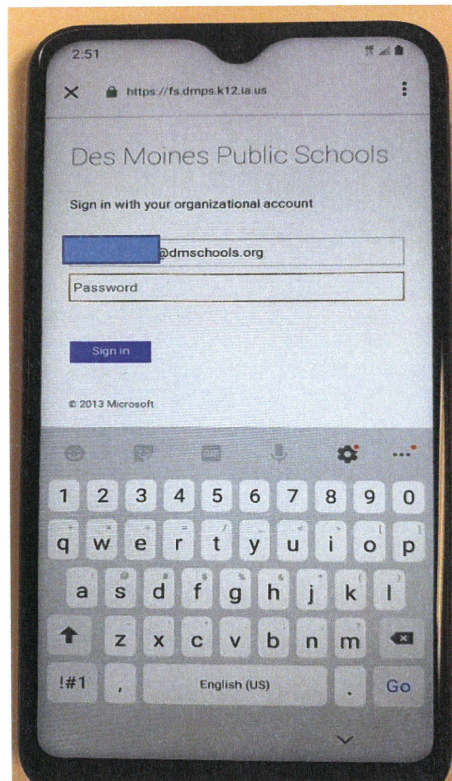 2:51
https://fs.dmps.k12.ia.us
Des Moines Public Schools
Sign in with your organizational account
@dmschools.org
Password
Sign in
© 2013 Microsoft
GIF
1 2 3 4 5 6 7 8 9 0
q w e r t y u i o p
a s d f g h j k l
z x c v b n m
!#1 , English (US) . Go